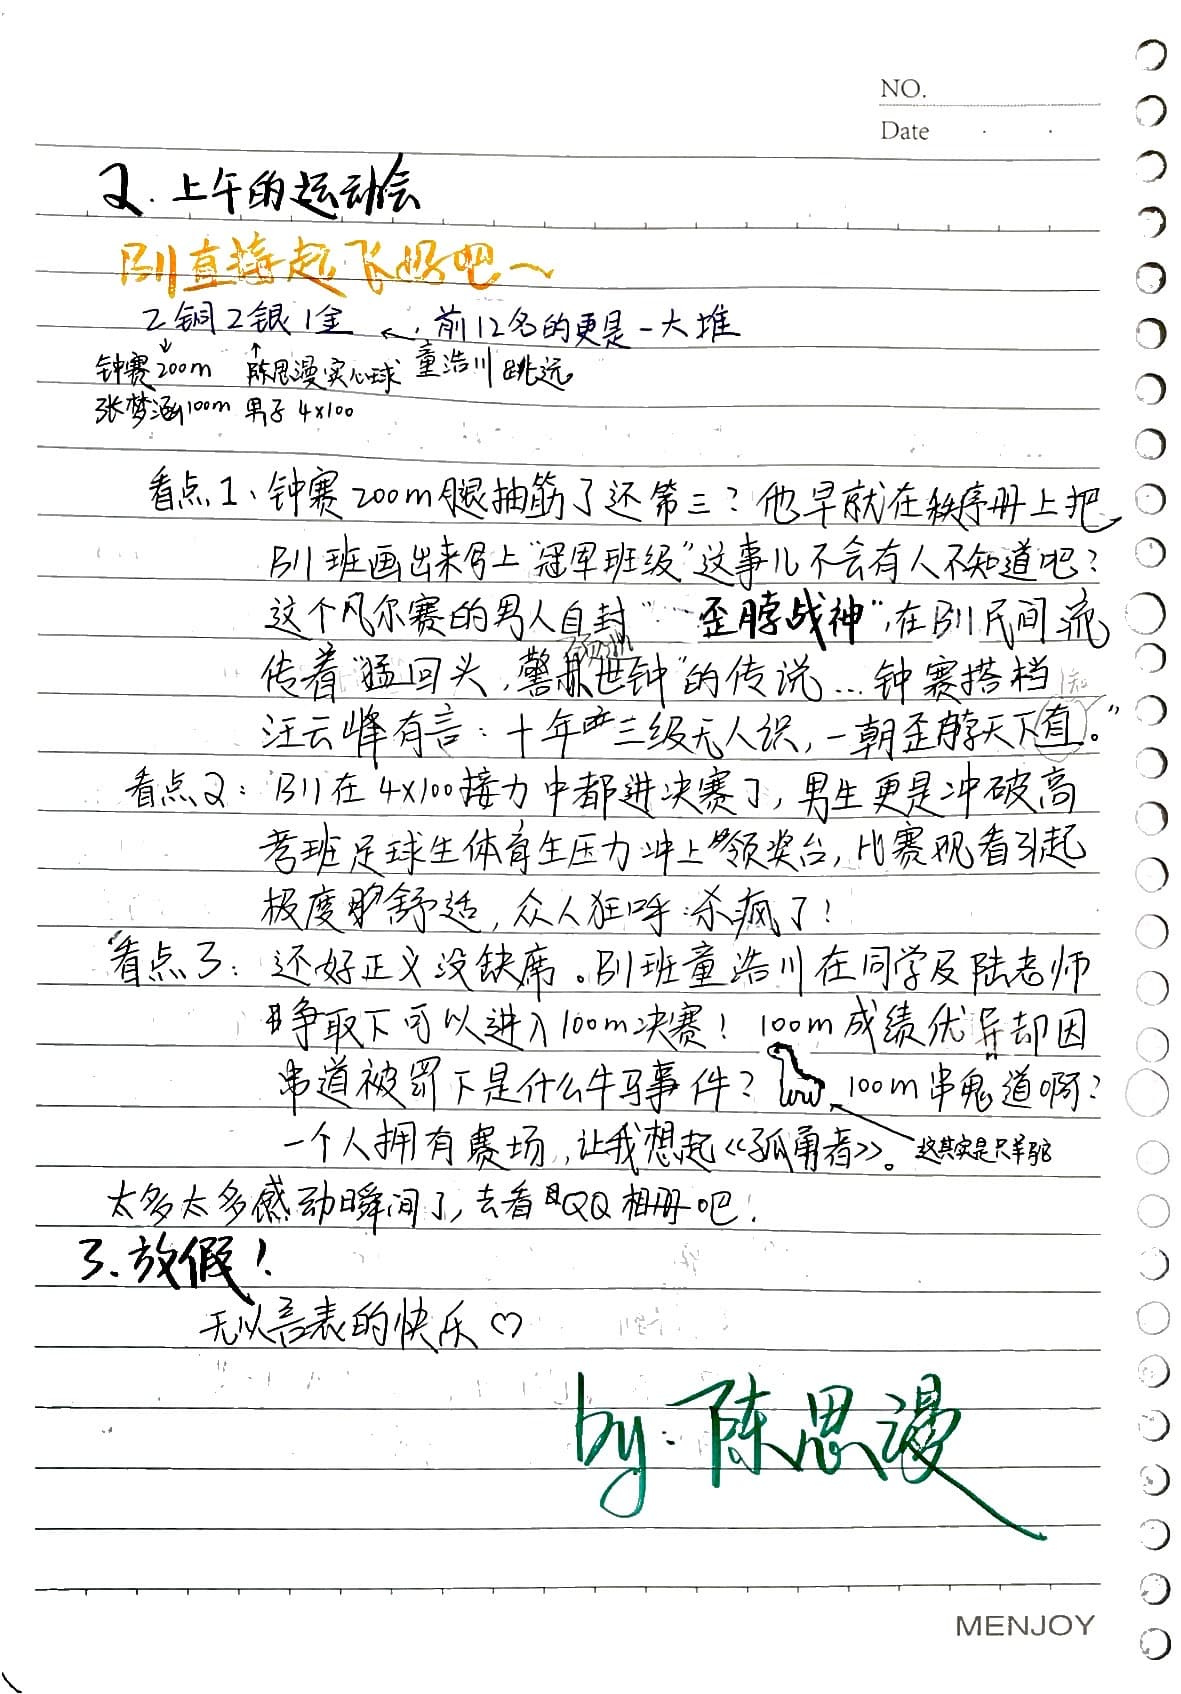 NO.
Date
2. 上午的运动会
B11直接起飞好吧～
2铜2银1金 ← 前12名的更是一大堆
钟赛200m 陈思漫实心球 童浩川 跳远
张梦涵100m 男子 4×100
看点1、钟赛200m腿抽筋了还第三？他早就在秩序册上把
B11班画出来写上“冠军班级”这事儿不会有人不知道吧？
这个凡尔赛的男人自封“歪脖战神”，在B11民间流
传着“猛回头，警世钟”的传说…钟赛搭档
汪云峰有言：十年三级无人识，一朝歪脖天下知”。
看点2：B11在4×100接力中都进决赛了，男生更是冲破高
考班足球生体育生压力冲上领奖台，比赛观看引起
极度舒适，众人狂呼：杀疯了！
看点3：还好正义没缺席。B11班童浩川在同学及陆老师
争取下可以进入100m决赛！100m成绩优异却因
串道被罚下是什么牛马事件？100m串鬼道啊？
一个人拥有赛场，让我想起《孤勇者》。这其实是只羊驼
太多太多感动瞬间了，去看QQ相册吧！
3、放假！
无以言表的快乐♡
by：陈思漫
MENJOY